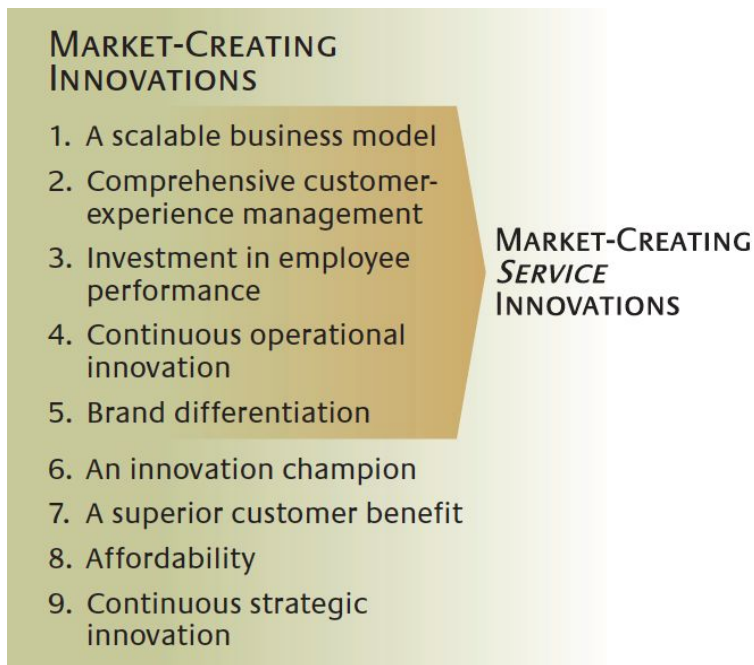 MARKET-CREATING
INNOVATIONS
1. A scalable business model
2. Comprehensive customer-
experience management
3. Investment in employee
performance
4. Continuous operational
innovation
5. Brand differentiation
6. An innovation champion
7. A superior customer benefit
8. Affordability
9. Continuous strategic
innovation
MARKET-CREATING
SERVICE
INNOVATIONS